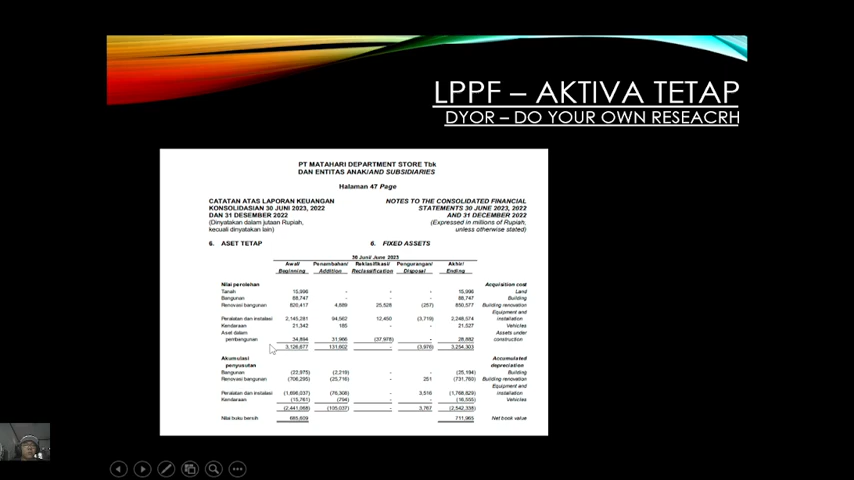 LPPF – AKTIVA TETAP
DYOR – DO YOUR OWN RESEACRH
PT MATAHARI DEPARTMENT STORE Tbk
DAN ENTITAS ANAK/AND SUBSIDIARIES
Halaman 47 Page
CATATAN ATAS LAPORAN KEUANGAN
KONSOLIDASIAN 30 JUNI 2023, 2022
DAN 31 DESEMBER 2022
(Dinyatakan dalam jutaan Rupiah,
kecuali dinyatakan lain)
NOTES TO THE CONSOLIDATED FINANCIAL
STATEMENTS 30 JUNE 2023, 2022
AND 31 DECEMBER 2022
(Expressed in millions of Rupiah,
unless otherwise stated)
6. ASET TETAP 6. FIXED ASSETS
30 Juni/June 2023
Awal/ Penambahan/ Reklasifikasi/ Pengurangan/ Akhir/
Beginning Addition Reclassification Disposal Ending
Nilai perolehan Acquisition cost
Tanah 15,996 - - - 15,996 Land
Bangunan 88,747 - - - 88,747 Building
Renovasi bangunan 820,417 4,889 25,528 (257) 850,577 Building renovation
Equipment and
Peralatan dan instalasi 2,145,281 94,562 12,450 (3,719) 2,248,574 installation
Kendaraan 21,342 185 - - 21,527 Vehicles
Aset dalam Assets under
pembangunan 34,894 31,966 (37,978) - 28,882 construction
3,126,677 131,602 - (3,976) 3,254,303
Akumulasi Accumulated
penyusutan depreciation
Bangunan (22,975) (2,219) - - (25,194) Building
Renovasi bangunan (706,295) (25,716) - 251 (731,760) Building renovation
Equipment and
Peralatan dan instalasi (1,696,037) (76,308) - 3,516 (1,768,829) installation
Kendaraan (15,761) (794) - - (16,555) Vehicles
(2,441,068) (105,037) - 3,767 (2,542,338)
Nilai buku bersih 685,609 711,965 Net book value